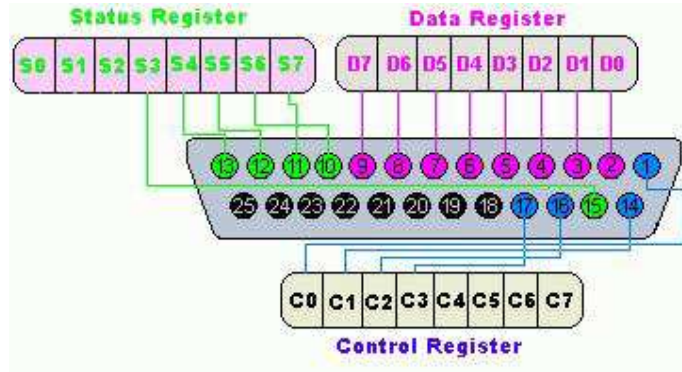 Status Register Data Register
S0 S1 S2 S3 S4 S5 S6 S7 D7 D6 D5 D4 D3 D2 D1 D0
13 12 11 10 9 8 7 6 5 4 3 2 1
25 24 23 22 21 20 19 18 17 16 15 14
C0 C1 C2 C3 C4 C5 C6 C7
Control Register